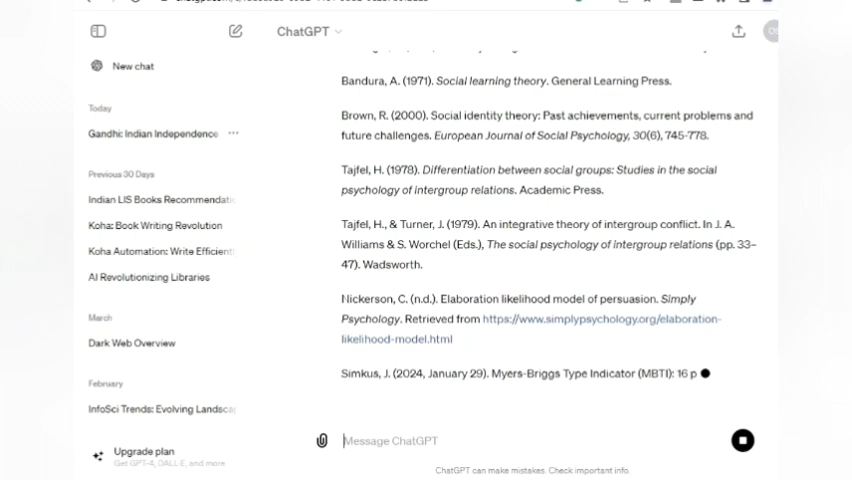 ChatGPT
New chat
Today
Gandhi: Indian Independence
Previous 30 Days
Indian LIS Books Recommendati
Koha: Book Writing Revolution
Koha Automation: Write Efficientl
AI Revolutionizing Libraries
March
Dark Web Overview
February
InfoSci Trends: Evolving Landsca
Upgrade plan
Get GPT-4, DALL·E, and more
Bandura, A. (1971). Social learning theory. General Learning Press.
Brown, R. (2000). Social identity theory: Past achievements, current problems and
future challenges. European Journal of Social Psychology, 30(6), 745-778.
Tajfel, H. (1978). Differentiation between social groups: Studies in the social
psychology of intergroup relations. Academic Press.
Tajfel, H., & Turner, J. (1979). An integrative theory of intergroup conflict. In J. A.
Williams & S. Worchel (Eds.), The social psychology of intergroup relations (pp. 33–
47). Wadsworth.
Nickerson, C. (n.d.). Elaboration likelihood model of persuasion. Simply
Psychology. Retrieved from https://www.simplypsychology.org/elaboration-
likelihood-model.html
Simkus, J. (2024, January 29). Myers-Briggs Type Indicator (MBTI): 16 p
Message ChatGPT
ChatGPT can make mistakes. Check important info.